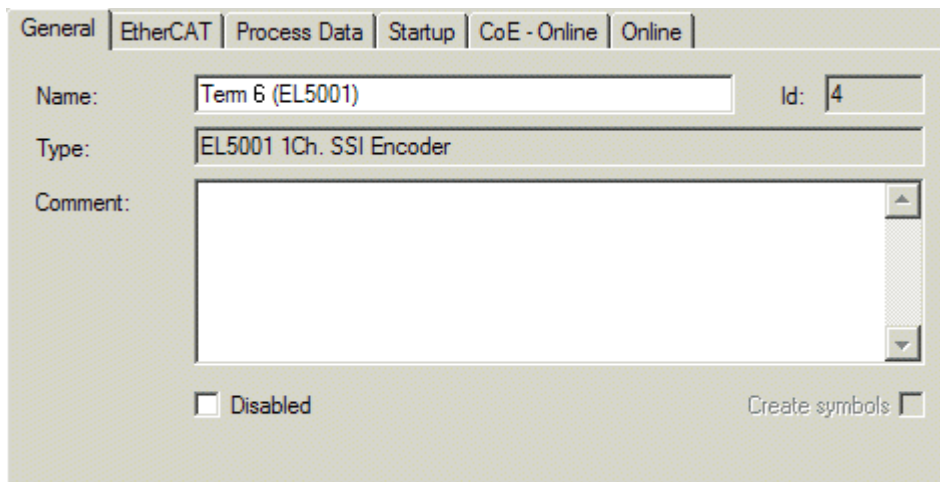 General EtherCAT Process Data Startup CoE - Online Online
Name: Term 6 (EL5001) Id: 4
Type: EL5001 1Ch. SSI Encoder
Comment:
Disabled Create symbols